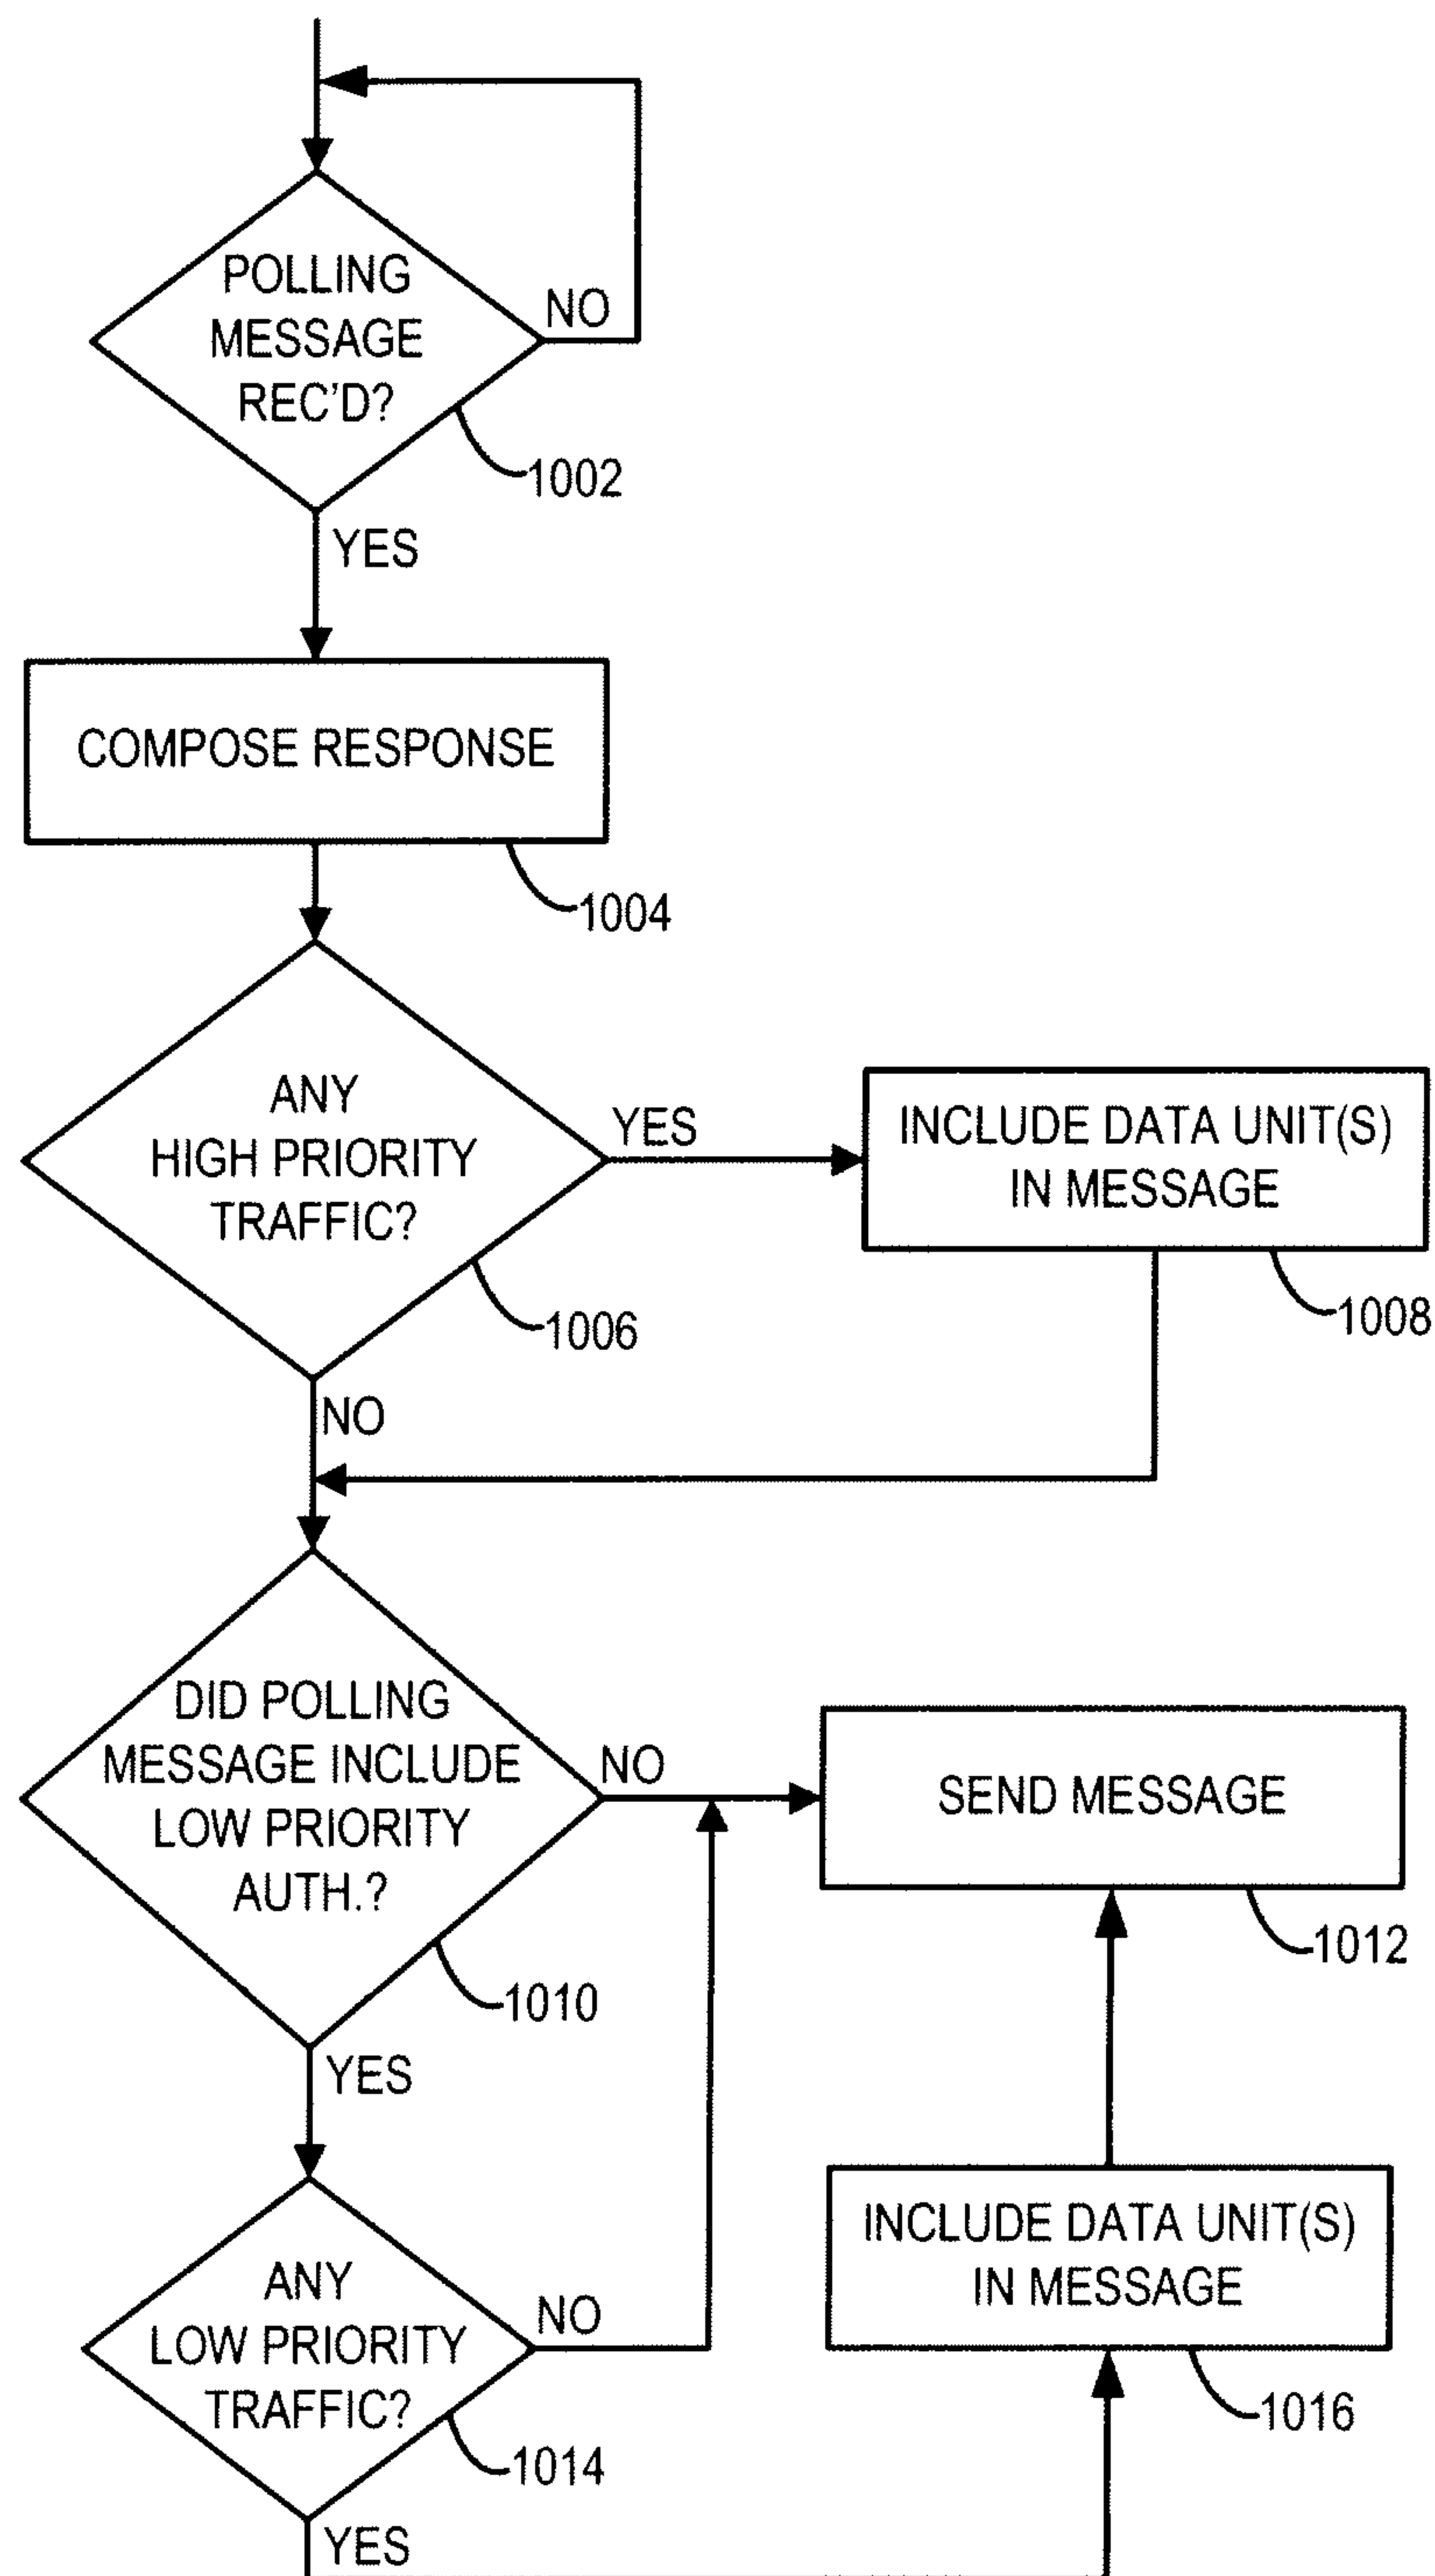 POLLING
MESSAGE
REC'D?
NO
1002
YES
COMPOSE RESPONSE
1004
ANY
HIGH PRIORITY
TRAFFIC?
YES
INCLUDE DATA UNIT(S)
IN MESSAGE
1006
1008
NO
DID POLLING
MESSAGE INCLUDE
LOW PRIORITY
AUTH.?
NO
SEND MESSAGE
1012
1010
YES
ANY
LOW PRIORITY
TRAFFIC?
NO
INCLUDE DATA UNIT(S)
IN MESSAGE
1016
1014
YES